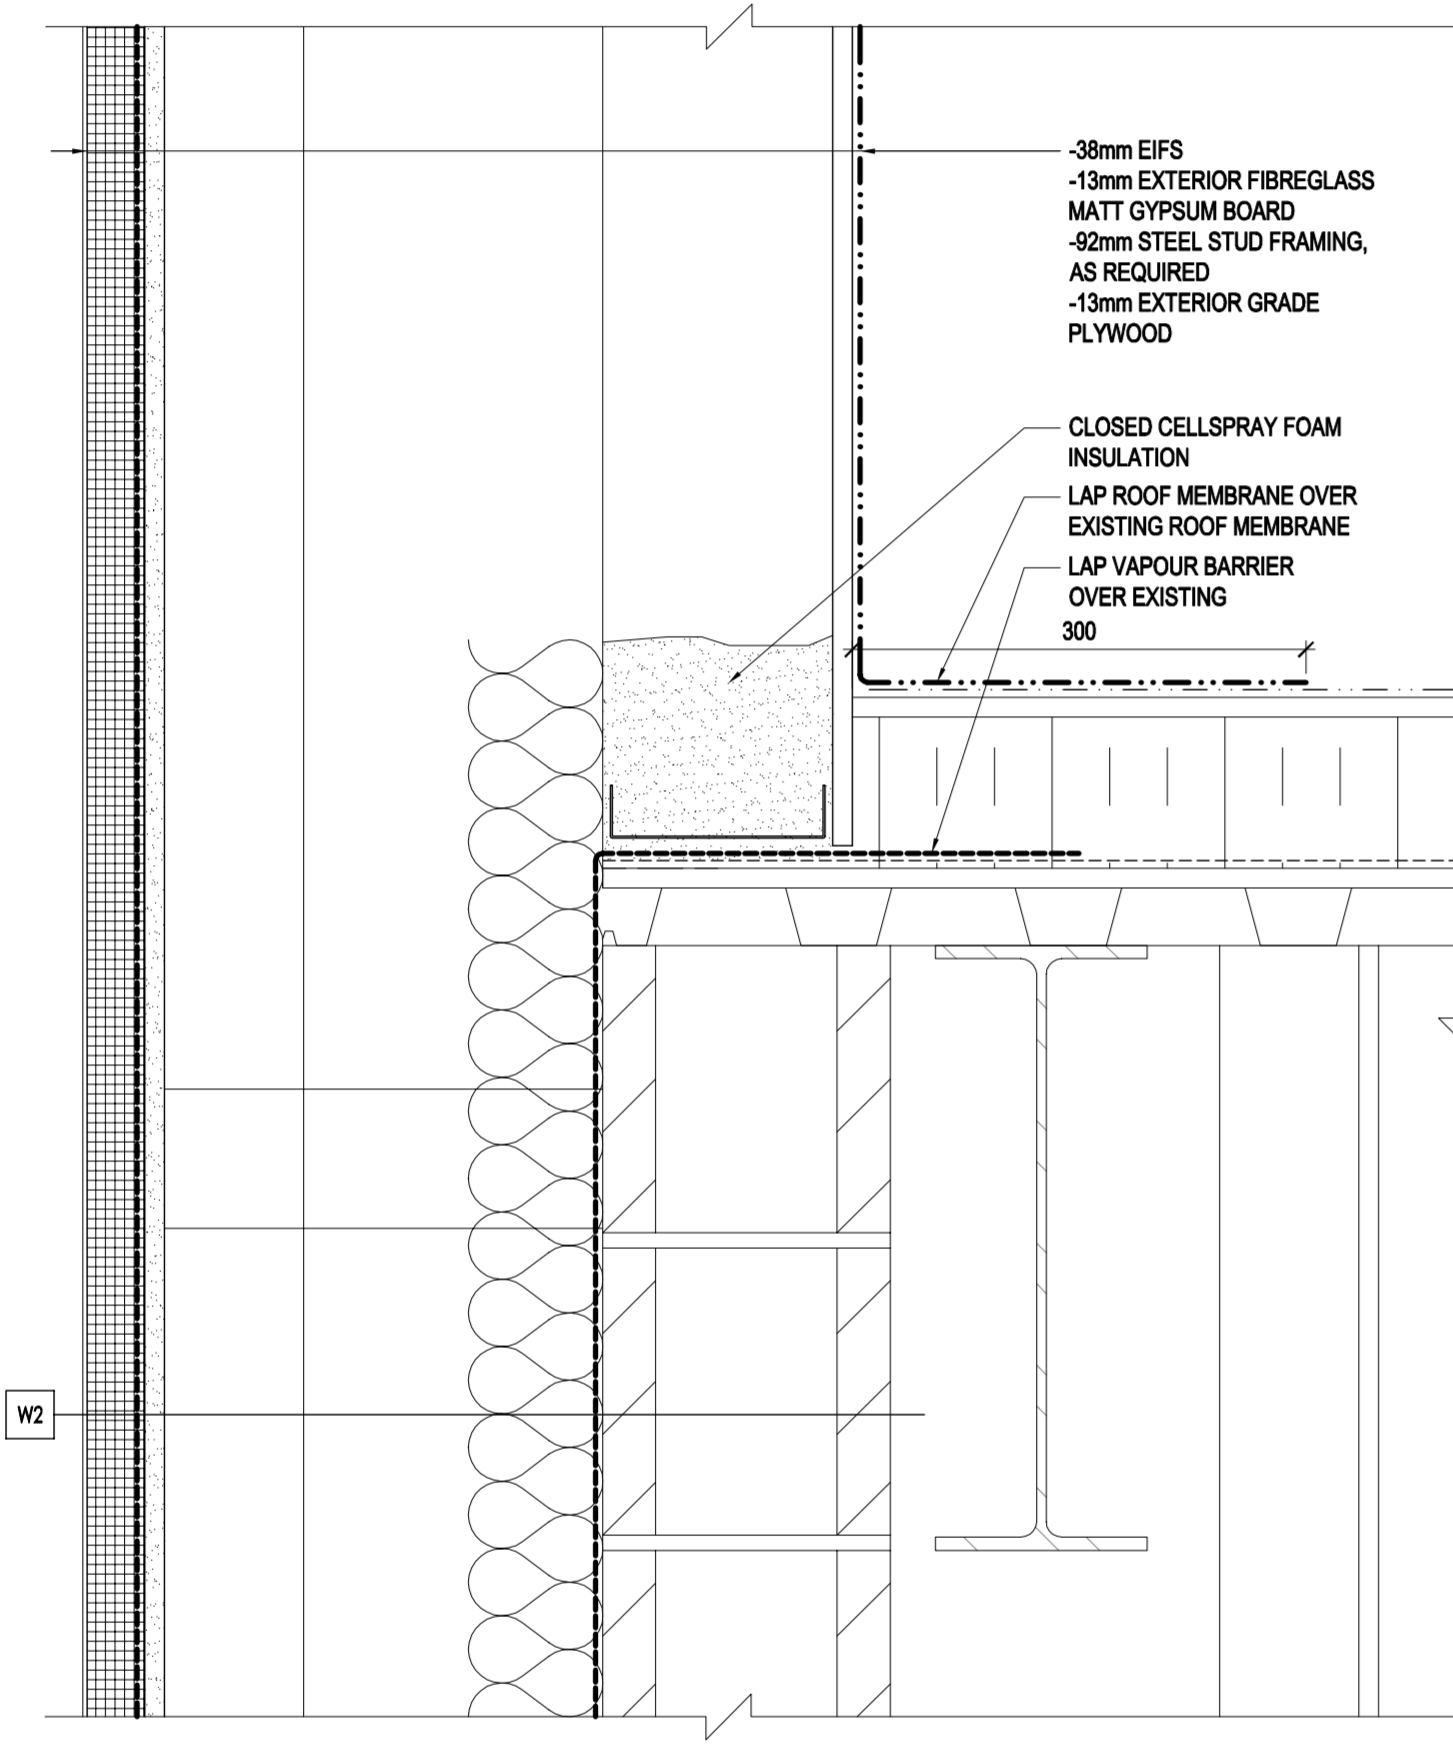 -38mm EIFS
-13mm EXTERIOR FIBREGLASS
MATT GYPSUM BOARD
-92mm STEEL STUD FRAMING,
AS REQUIRED
-13mm EXTERIOR GRADE
PLYWOOD
CLOSED CELLSPRAY FOAM
INSULATION
LAP ROOF MEMBRANE OVER
EXISTING ROOF MEMBRANE
LAP VAPOUR BARRIER
OVER EXISTING
300
W2